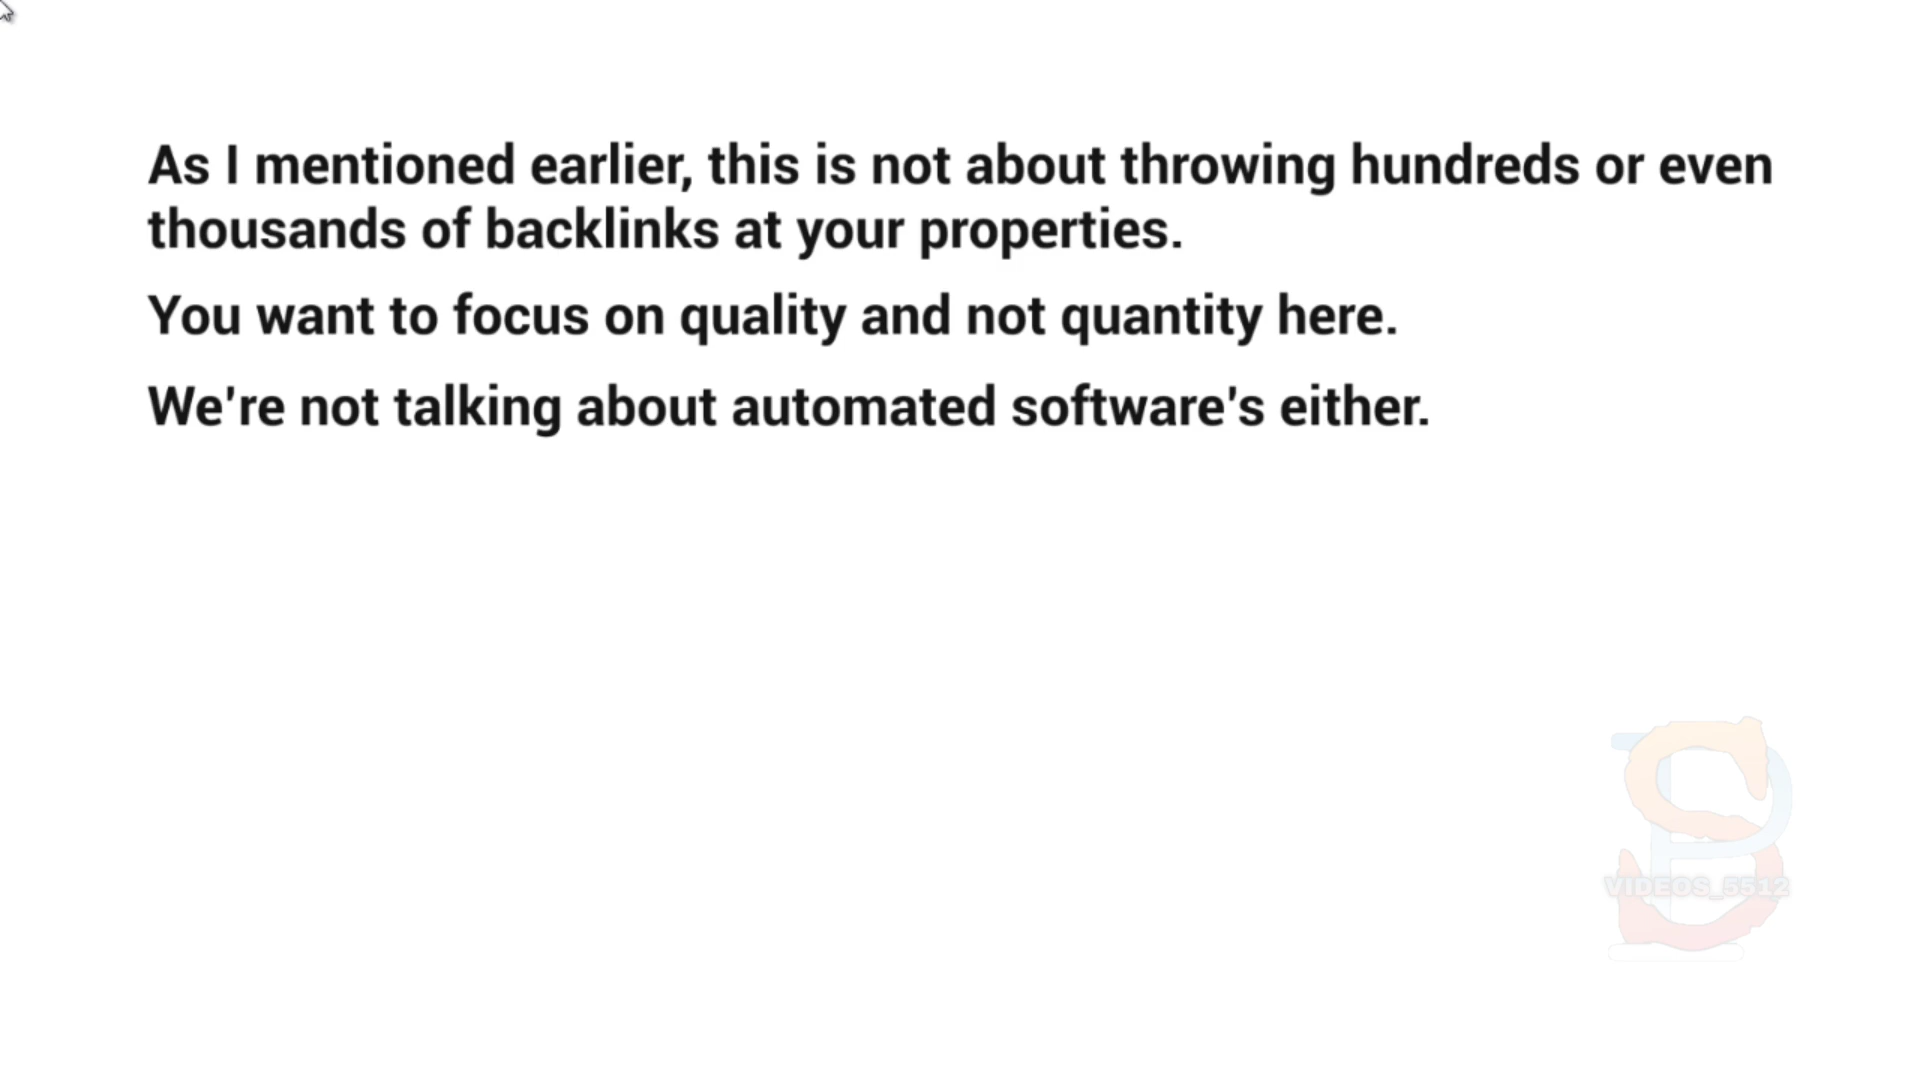 As I mentioned earlier, this is not about throwing hundreds or even
thousands of backlinks at your properties.
You want to focus on quality and not quantity here.
We're not talking about automated software's either.
VIDEOS_5512